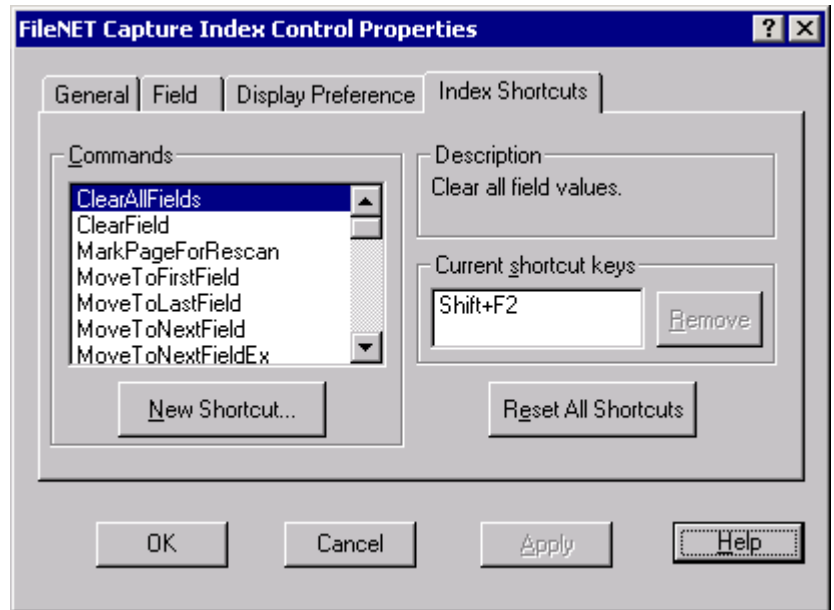 FileNET Capture Index Control Properties
? X
General Field Display Preference Index Shortcuts
Commands
ClearAllFields
ClearField
MarkPageForRescan
MoveToFirstField
MoveToLastField
MoveToNextField
MoveToNextFieldEx
New Shortcut...
Description
Clear all field values.
Current shortcut keys
Shift+F2
Remove
Reset All Shortcuts
OK Cancel Apply Help